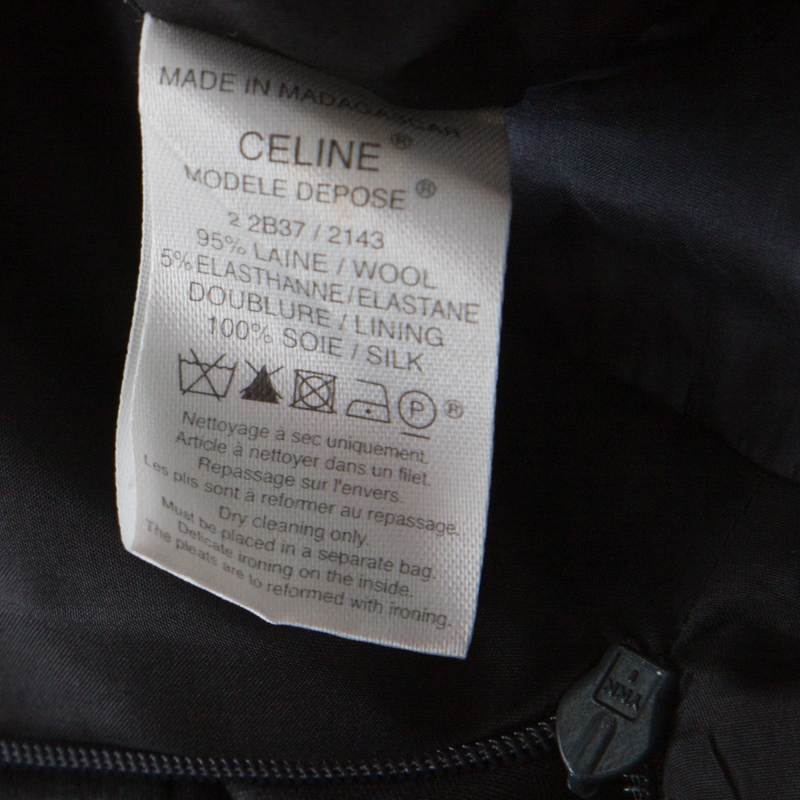 MADE IN MADAGASCAR
CELINE ®
MODELE DEPOSE ®
2 2B37 / 2143
95% LAINE / WOOL
5% ELASTHANNE/ELASTANE
DOUBLURE / LINING
100% SOIE / SILK
P ®
Nettoyage à sec uniquement.
Article à nettoyer dans un filet.
Repassage sur l'envers.
Les plis sont à reformer au repassage.
Dry cleaning only.
Must be placed in a separate bag.
Delicate ironing on the inside.
The pleats are to reformed with ironing.
YKK